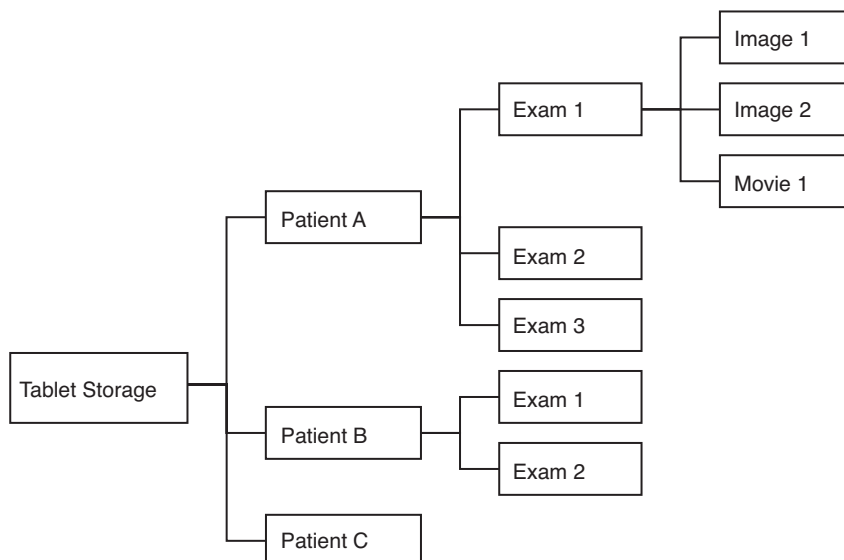 Image 1
Exam 1
Image 2
Movie 1
Patient A
Exam 2
Exam 3
Tablet Storage
Exam 1
Patient B
Exam 2
Patient C